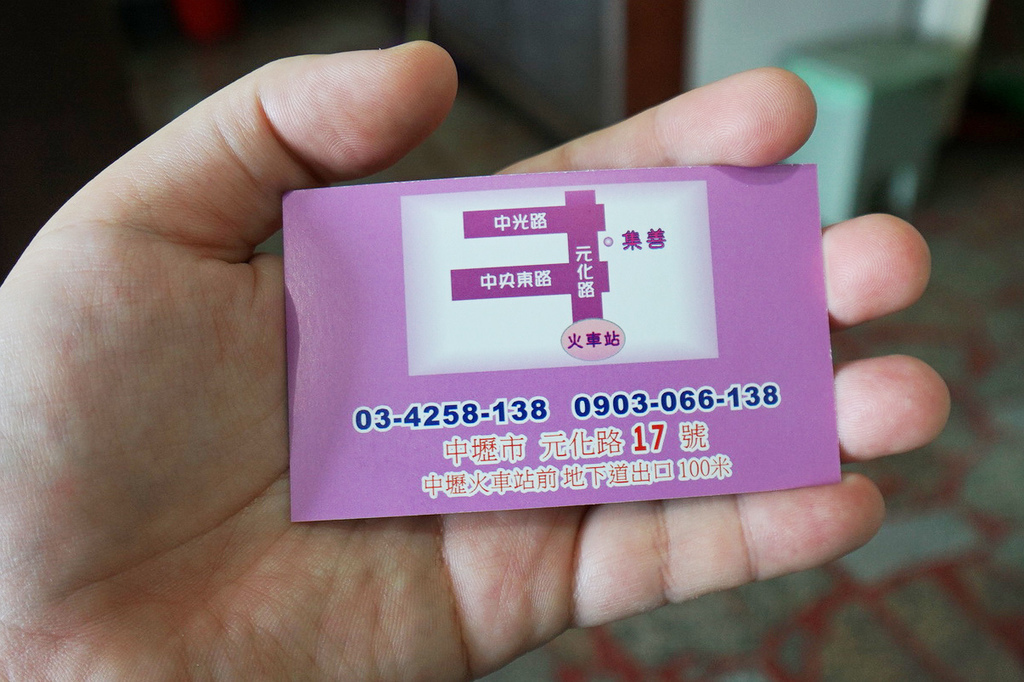 中光路
集善
元化路
中央東路
火車站
03-4258-138 0903-066-138
中壢市 元化路 17 號
中壢火車站前 地下道出口 100米